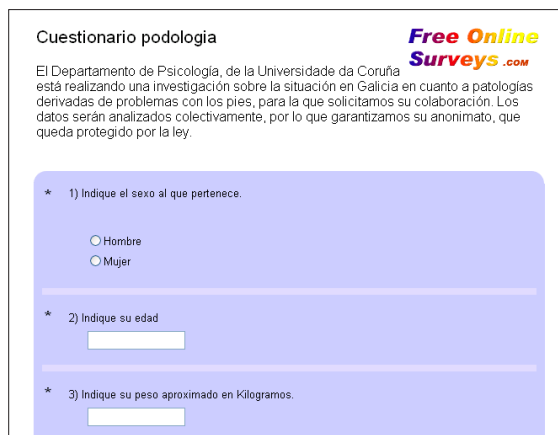 Cuestionario podologia
Free Online
Surveys .COM
El Departamento de Psicología, de la Universidade da Coruña
está realizando una investigación sobre la situación en Galicia en cuanto a patologías
derivadas de problemas con los pies, para la que solicitamos su colaboración. Los
datos serán analizados colectivamente, por lo que garantizamos su anonimato, que
queda protegido por la ley.
* 1) Indique el sexo al que pertenece.
Hombre
Mujer
* 2) Indique su edad
* 3) Indique su peso aproximado en Kilogramos.